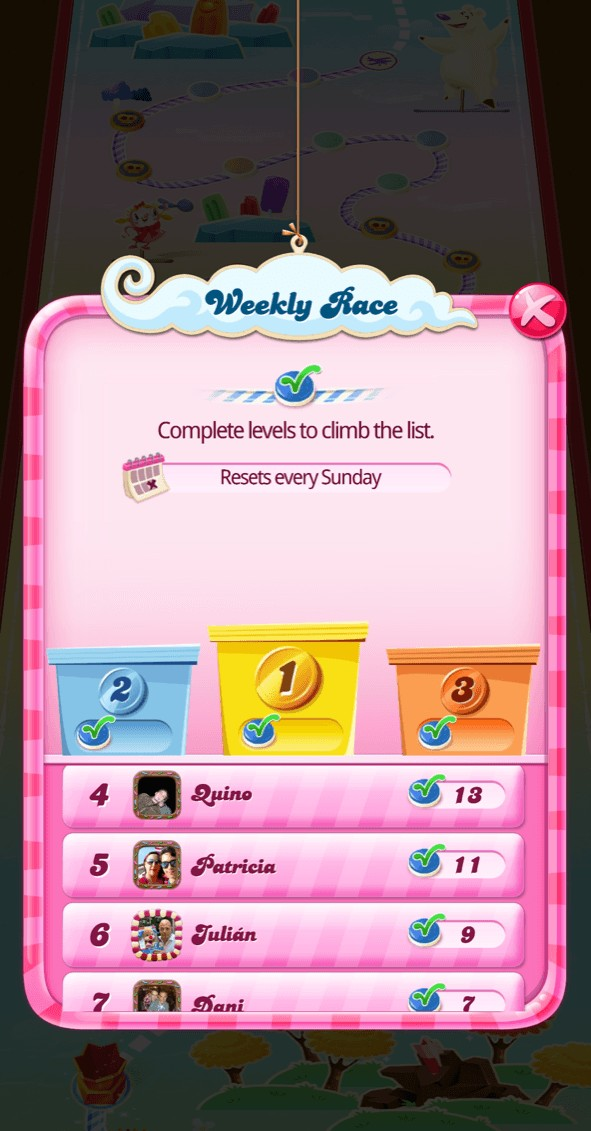 Weekly Race
Complete levels to climb the list.
Resets every Sunday
2
1
3
4 Quino 13
5 Patricia 11
6 Julián 9
7 Dani 7